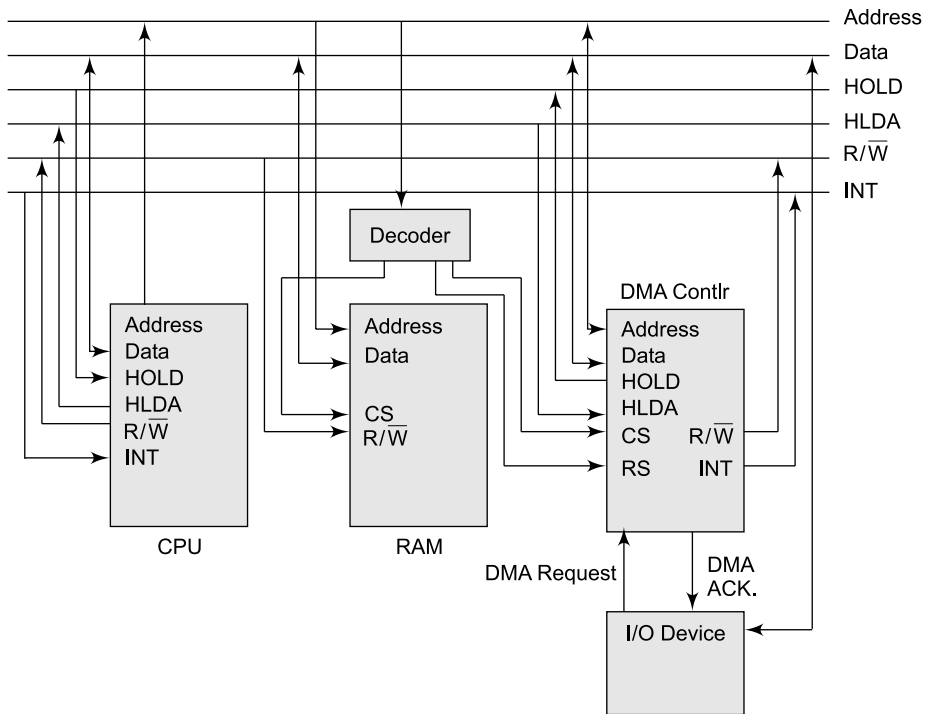 Address
Data
HOLD
HLDA
R/W̅
INT
Decoder
DMA Contlr
Address
Data
HOLD
HLDA
R/W̅
INT
CPU
Address
Data
CS
R/W̅
RAM
Address
Data
HOLD
HLDA
CS R/W̅
RS INT
DMA Request
DMA
ACK.
I/O Device